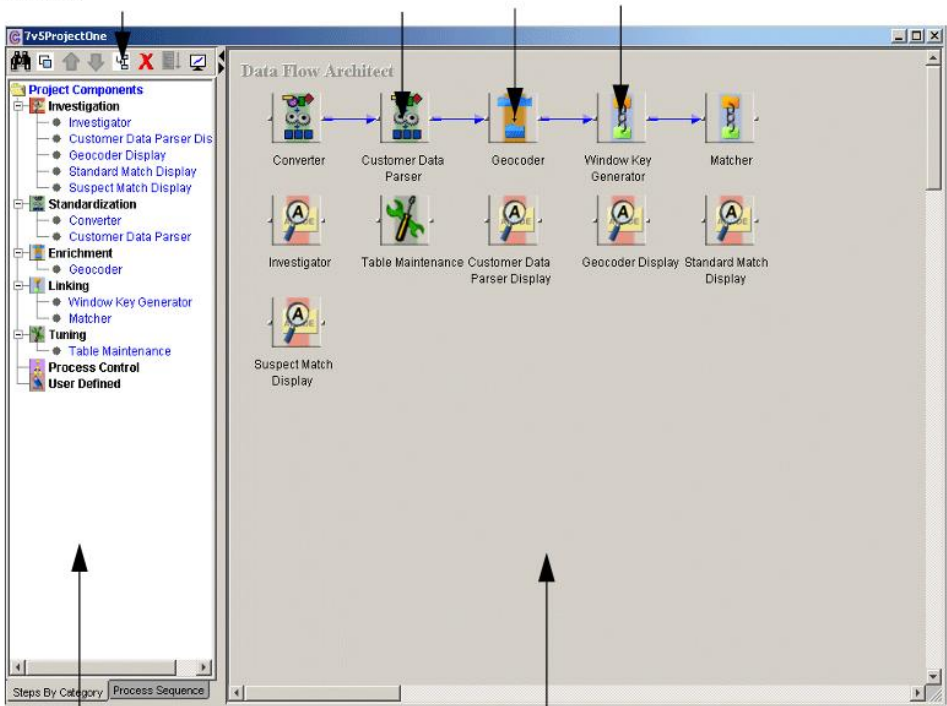 7v5ProjectOne
Project Components
Investigation
Investigator
Customer Data Parser Dis
Geocoder Display
Standard Match Display
Suspect Match Display
Standardization
Converter
Customer Data Parser
Enrichment
Geocoder
Linking
Window Key Generator
Matcher
Tuning
Table Maintenance
Process Control
User Defined
Steps By Category
Process Sequence
Data Flow Architect
Converter
Customer Data
Parser
Geocoder
Window Key
Generator
Matcher
Investigator
Table Maintenance
Customer Data
Parser Display
Geocoder Display
Standard Match
Display
Suspect Match
Display